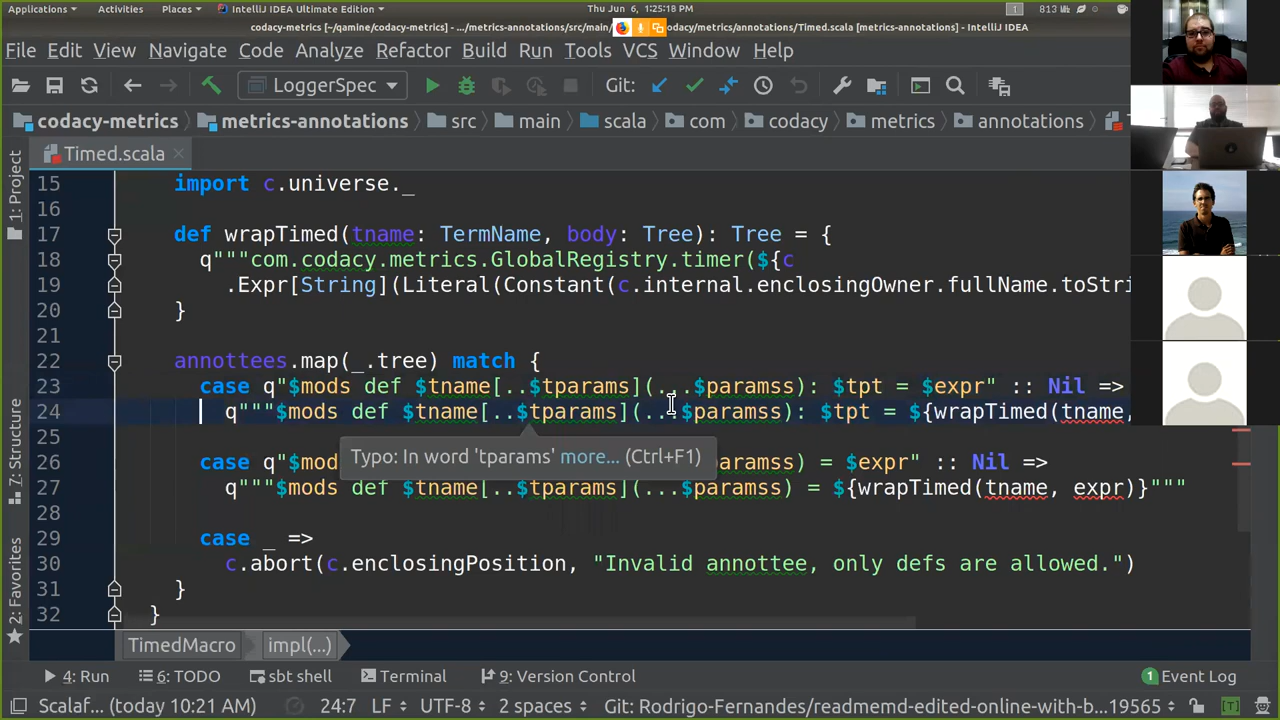 Applications ▾ Places ▾ IntelliJ IDEA Ultimate Edition ▾ Thu Jun 6, 1:25:18 PM 1 813 MiB
Activities
codacy-metrics [~/qamine/codacy-metrics] - .../metrics-annotations/src/main/ odacy/metrics/annotations/Timed.scala [metrics-annotations] - IntelliJ IDEA
File Edit View Navigate Code Analyze Refactor Build Run Tools VCS Window Help
LoggerSpec Git:
codacy-metrics metrics-annotations src main scala com codacy metrics annotations
Timed.scala
1: Project
7: Structure
2: Favorites
15 import c.universe._
16
17 def wrapTimed(tname: TermName, body: Tree): Tree = {
18 q"""com.codacy.metrics.GlobalRegistry.timer(${c
19 .Expr[String](Literal(Constant(c.internal.enclosingOwner.fullName.toStri
20 }
21
22 annottees.map(_.tree) match {
23 case q"$mods def $tname[..$tparams](...$paramss): $tpt = $expr" :: Nil =>
24 q"""$mods def $tname[..$tparams](...$paramss): $tpt = ${wrapTimed(tname,
25
Typo: In word 'tparams' more... (Ctrl+F1)
26 case q"$mod paramss) = $expr" :: Nil =>
27 q"""$mods def $tname[..$tparams](...$paramss) = ${wrapTimed(tname, expr)}"""
28
29 case _ =>
30 c.abort(c.enclosingPosition, "Invalid annottee, only defs are allowed.")
31 }
32 }
TimedMacro impl(...)
4: Run 6: TODO sbt shell Terminal 9: Version Control 1 Event Log
Scalaf... (today 10:21 AM) 24:7 LF UTF-8 2 spaces Git: Rodrigo-Fernandes/readmemd-edited-online-with-b...19565 [T]